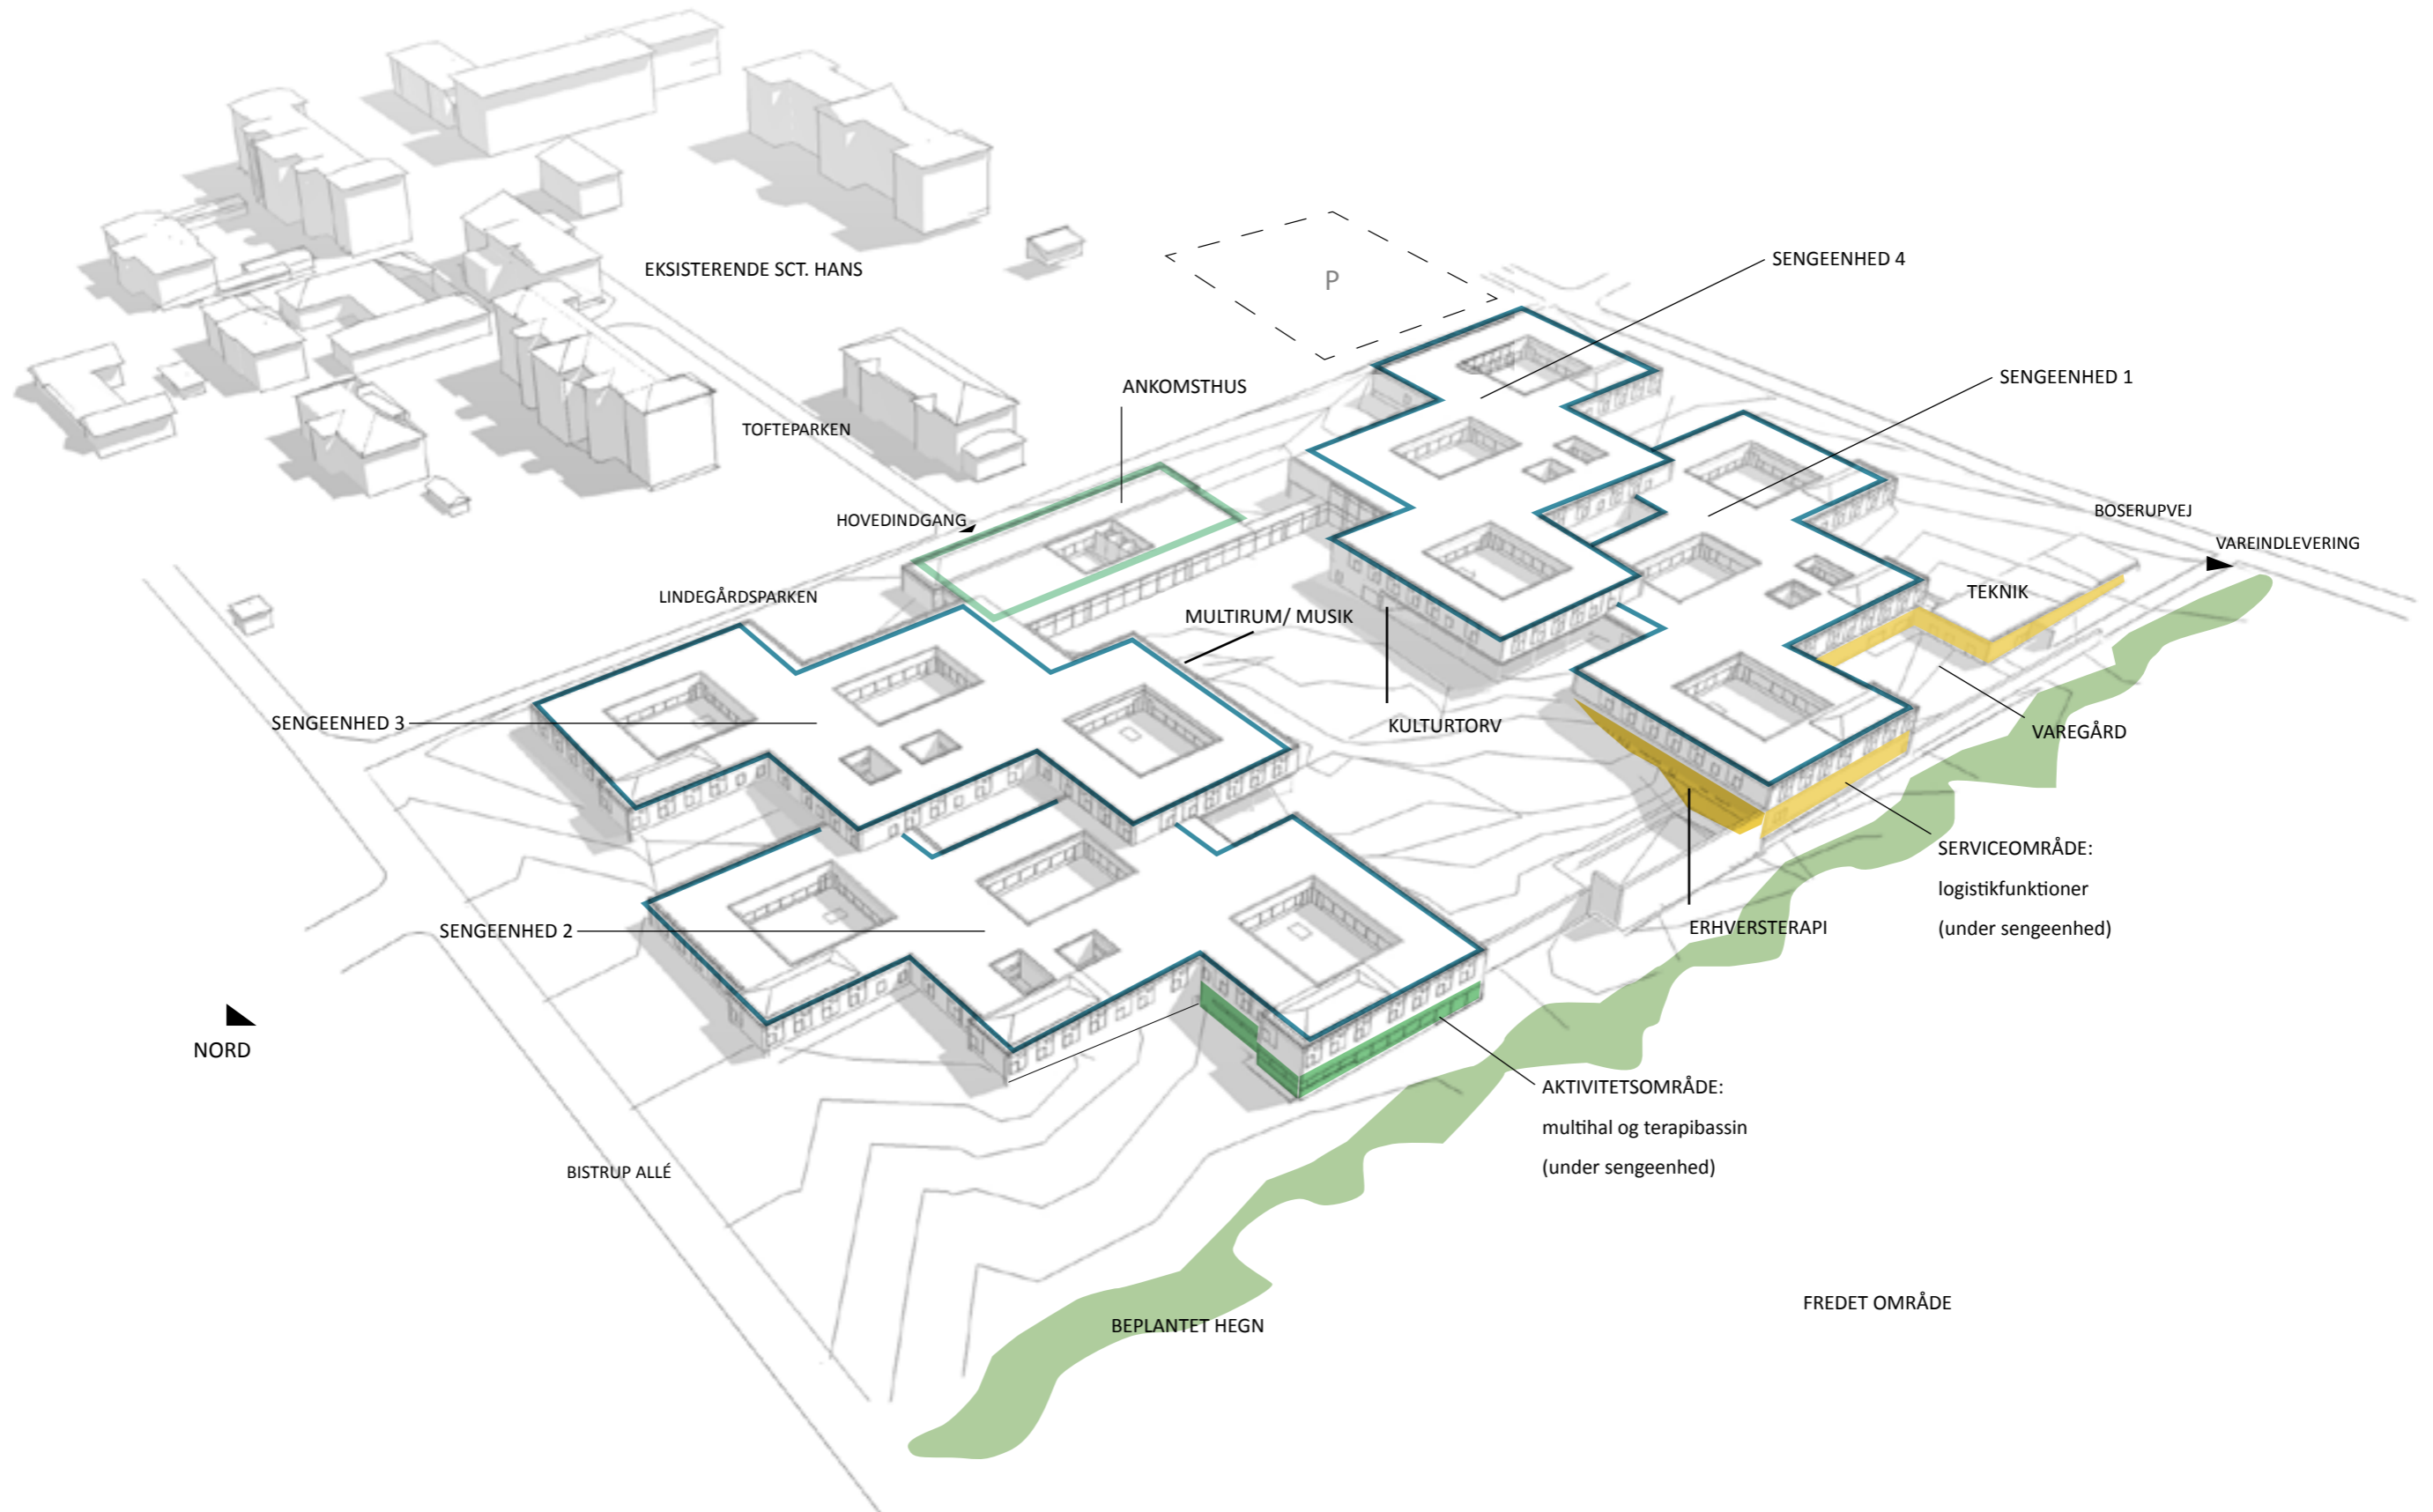 EKSISTERENDE SCT. HANS
SENGEENHED 4
P
SENGEENHED 1
ANKOMSTHUS
TOFTEPARKEN
HOVEDINDGANG
BOSERUPVEJ
VAREINDLEVERING
LINDEGÅRDSPARKEN
TEKNIK
MULTIRUM/ MUSIK
SENGEENHED 3
KULTURTORV
VAREGÅRD
SERVICEOMRÅDE:
logistikfunktioner
(under sengeenhed)
SENGEENHED 2
ERHVERSTERAPI
NORD
AKTIVITETSOMRÅDE:
multihal og terapibassin
(under sengeenhed)
BISTRUP ALLÉ
FREDET OMRÅDE
BEPLANTET HEGN